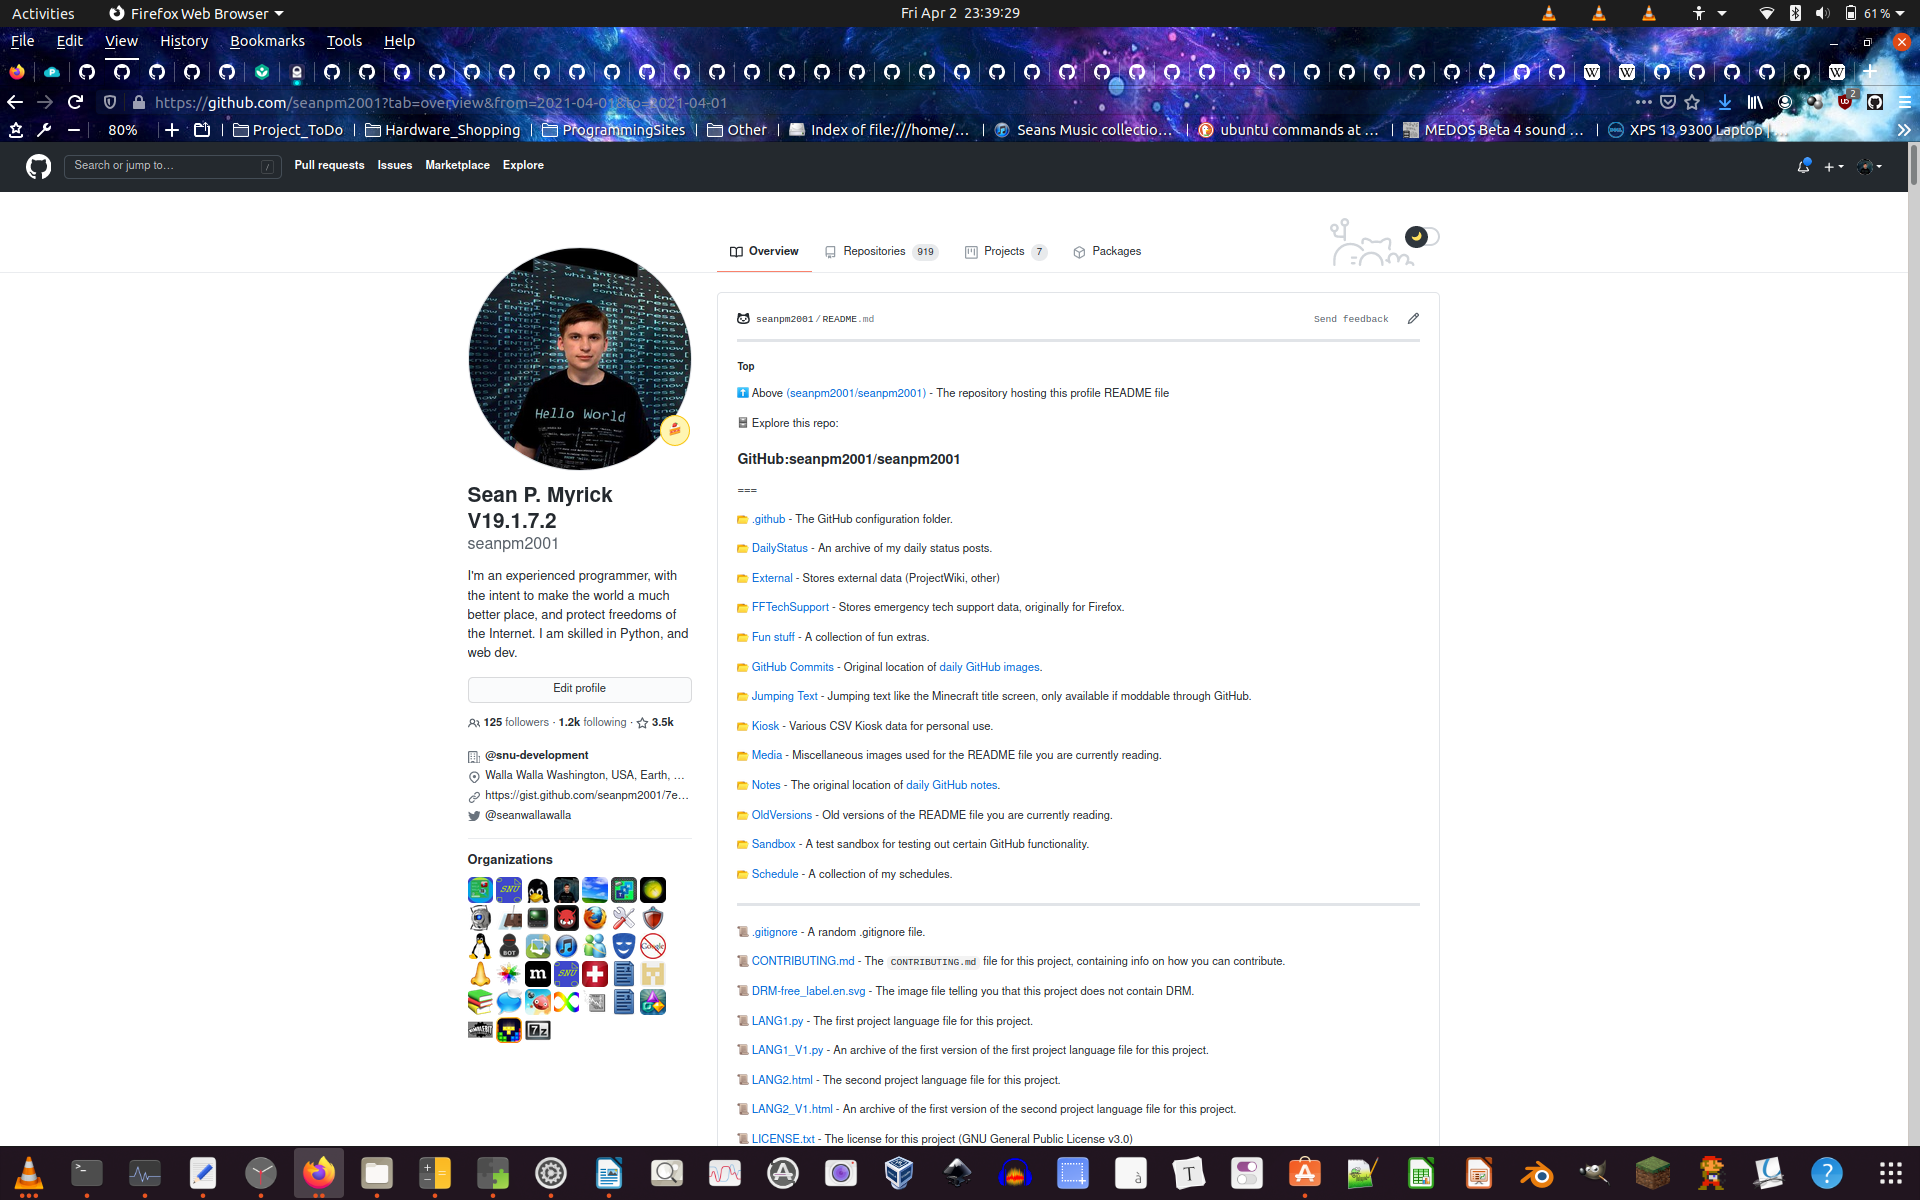 Activities
Firefox Web Browser
Fri Apr 2 23:39:29
61 %
File Edit View History Bookmarks Tools Help
https://github.com/seanpm2001?tab=overview&from=2021-04-01&to=2021-04-01
2
80%
Project_ToDo
Hardware_Shopping
ProgrammingSites
Other
Index of file:///home/…
Seans Music collectio…
ubuntu commands at …
MEDOS Beta 4 sound …
XPS 13 9300 Laptop |
Search or jump to…
/
Pull requests Issues Marketplace Explore
Overview
Repositories 919
Projects 7
Packages
Hello World
Sean P. Myrick
V19.1.7.2
seanpm2001
I'm an experienced programmer, with
the intent to make the world a much
better place, and protect freedoms of
the Internet. I am skilled in Python, and
web dev.
Edit profile
125 followers · 1.2k following · 3.5k
@snu-development
Walla Walla Washington, USA, Earth, …
https://gist.github.com/seanpm2001/7e…
@seanwallawalla
Organizations
seanpm2001/README.md
Send feedback
Top
Above (seanpm2001/seanpm2001) - The repository hosting this profile README file
Explore this repo:
GitHub:seanpm2001/seanpm2001
===
.github - The GitHub configuration folder.
DailyStatus - An archive of my daily status posts.
External - Stores external data (ProjectWiki, other)
FFTechSupport - Stores emergency tech support data, originally for Firefox.
Fun stuff - A collection of fun extras.
GitHub Commits - Original location of daily GitHub images.
Jumping Text - Jumping text like the Minecraft title screen, only available if moddable through GitHub.
Kiosk - Various CSV Kiosk data for personal use.
Media - Miscellaneous images used for the README file you are currently reading.
Notes - The original location of daily GitHub notes.
OldVersions - Old versions of the README file you are currently reading.
Sandbox - A test sandbox for testing out certain GitHub functionality.
Schedule - A collection of my schedules.
.gitignore - A random .gitignore file.
CONTRIBUTING.md - The CONTRIBUTING.md file for this project, containing info on how you can contribute.
DRM-free_label.en.svg - The image file telling you that this project does not contain DRM.
LANG1.py - The first project language file for this project.
LANG1_V1.py - An archive of the first version of the first project language file for this project.
LANG2.html - The second project language file for this project.
LANG2_V1.html - An archive of the first version of the second project language file for this project.
LICENSE.txt - The license for this project (GNU General Public License v3.0)